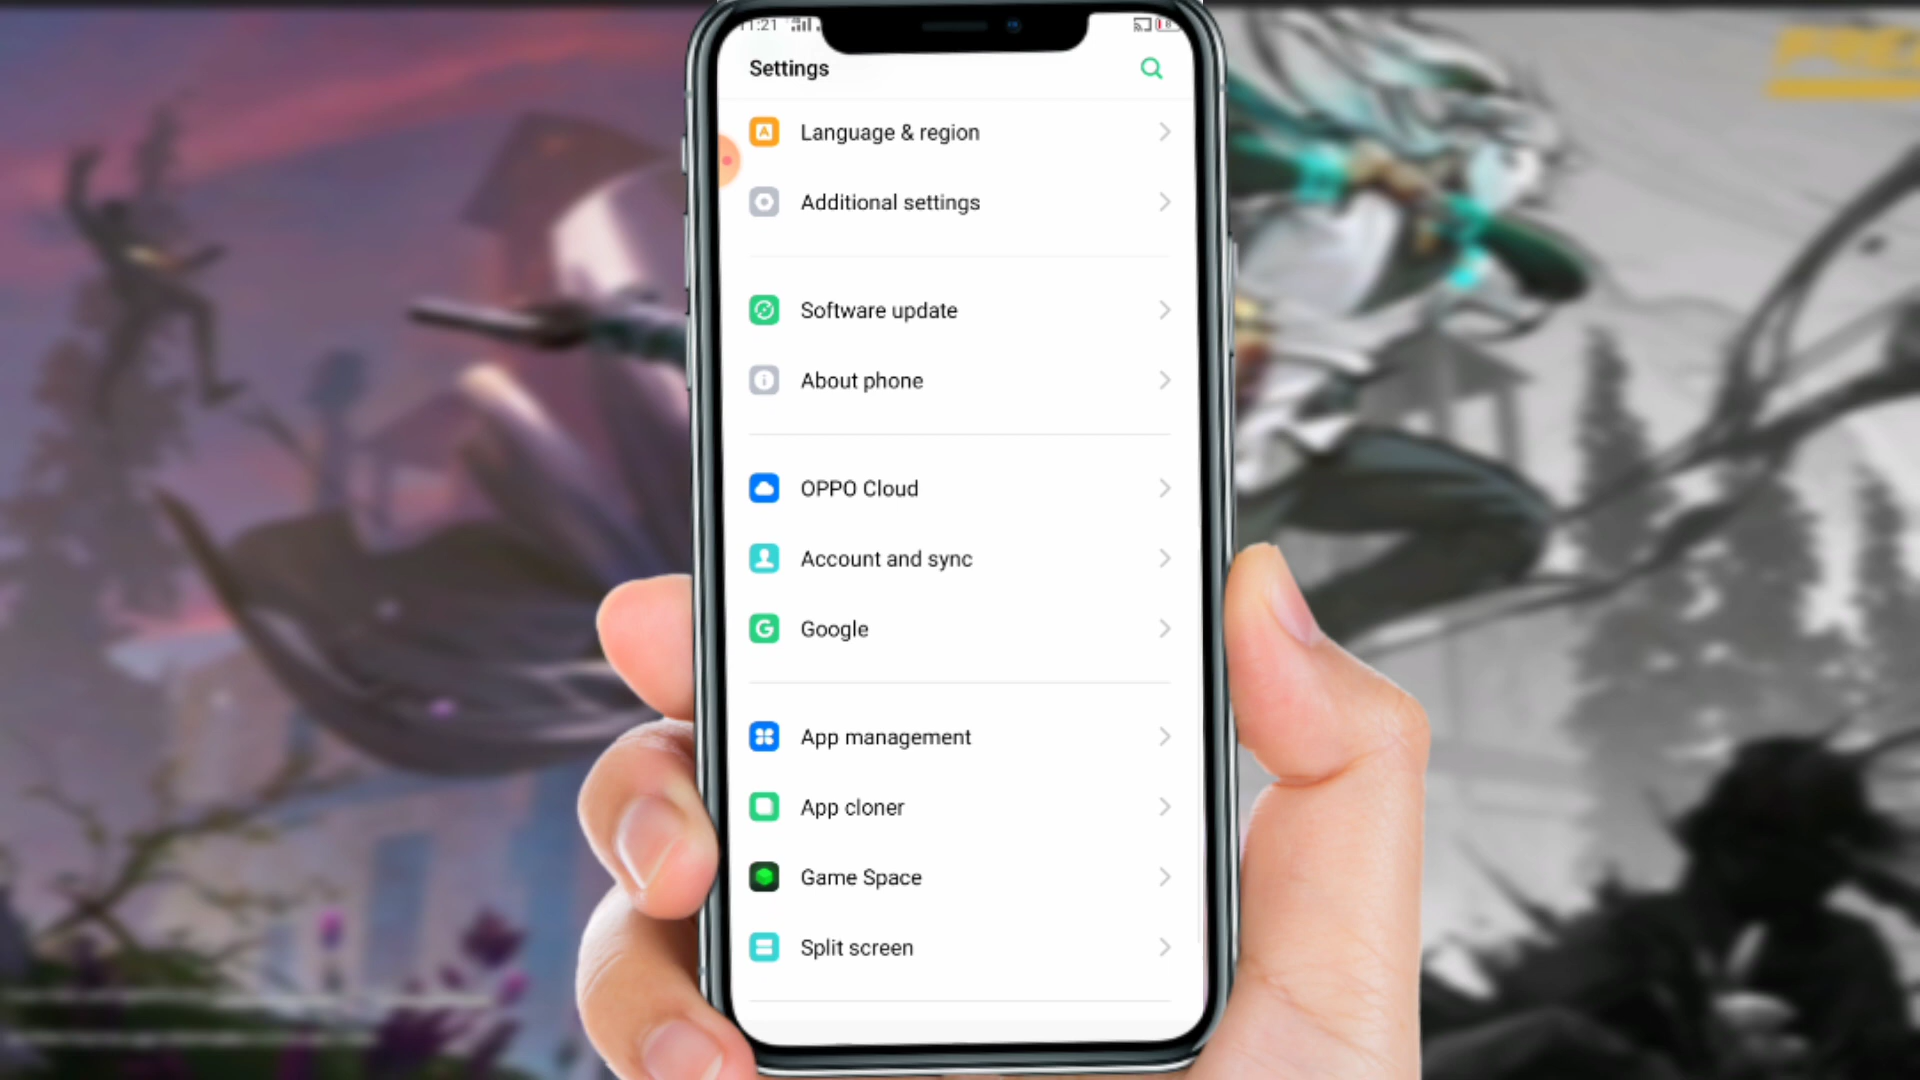 11:21
Settings
Language & region
Additional settings
Software update
About phone
OPPO Cloud
Account and sync
Google
App management
App cloner
Game Space
Split screen